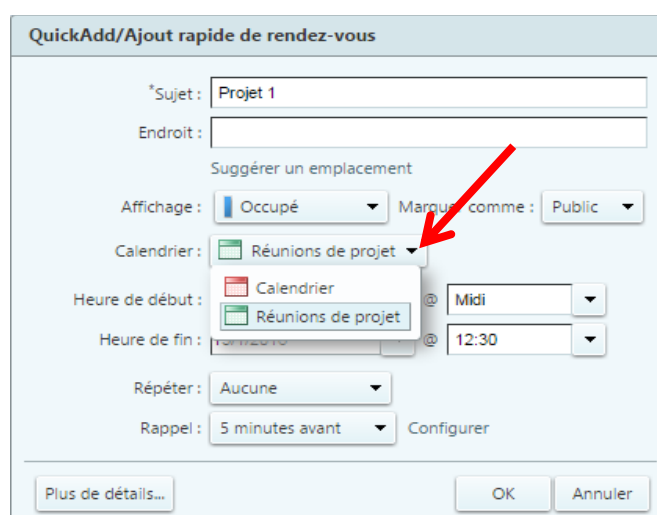 QuickAdd/Ajout rapide de rendez-vous
*Sujet : Projet 1
Endroit :
Suggérer un emplacement
Affichage : Occupé Marquer comme : Public
Calendrier : Réunions de projet
Calendrier
Heure de début : @ Midi
Réunions de projet
Heure de fin : @ 12:30
Répéter : Aucune
Rappel : 5 minutes avant Configurer
Plus de détails... OK Annuler